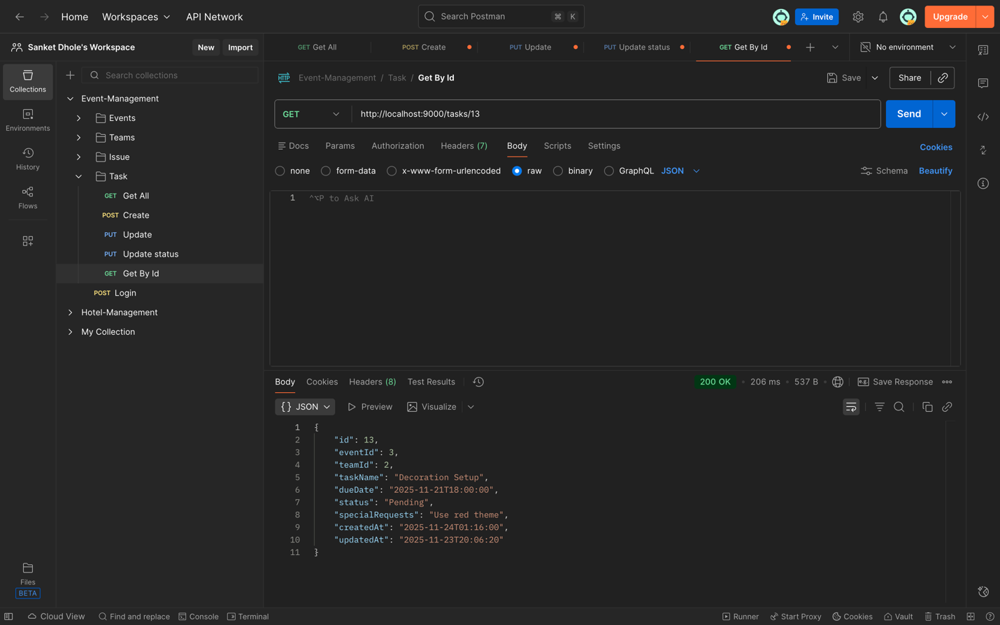 Home Workspaces API Network Search Postman ⌘ K Invite Upgrade
Sanket Dhole's Workspace New Import
GET Get All POST Create PUT Update PUT Update status GET Get By Id No environment
Search collections
HTTP Event-Management / Task / Get By Id Save Share
Collections
Environments
History
Flows
Files
BETA
Event-Management
Events
Teams
Issue
Task
GET Get All
POST Create
PUT Update
PUT Update status
GET Get By Id
POST Login
Hotel-Management
My Collection
GET http://localhost:9000/tasks/13 Send
Docs Params Authorization Headers (7) Body Scripts Settings Cookies
none form-data x-www-form-urlencoded raw binary GraphQL JSON Schema Beautify
1 ^⌥P to Ask AI
Body Cookies Headers (8) Test Results 200 OK • 206 ms • 537 B • e.g. Save Response
{} JSON Preview Visualize
1 {
2 "id": 13,
3 "eventId": 3,
4 "teamId": 2,
5 "taskName": "Decoration Setup",
6 "dueDate": "2025-11-21T18:00:00",
7 "status": "Pending",
8 "specialRequests": "Use red theme",
9 "createdAt": "2025-11-24T01:16:00",
10 "updatedAt": "2025-11-23T20:06:20"
11 }
Cloud View Find and replace Console Terminal Runner Start Proxy Cookies Vault Trash